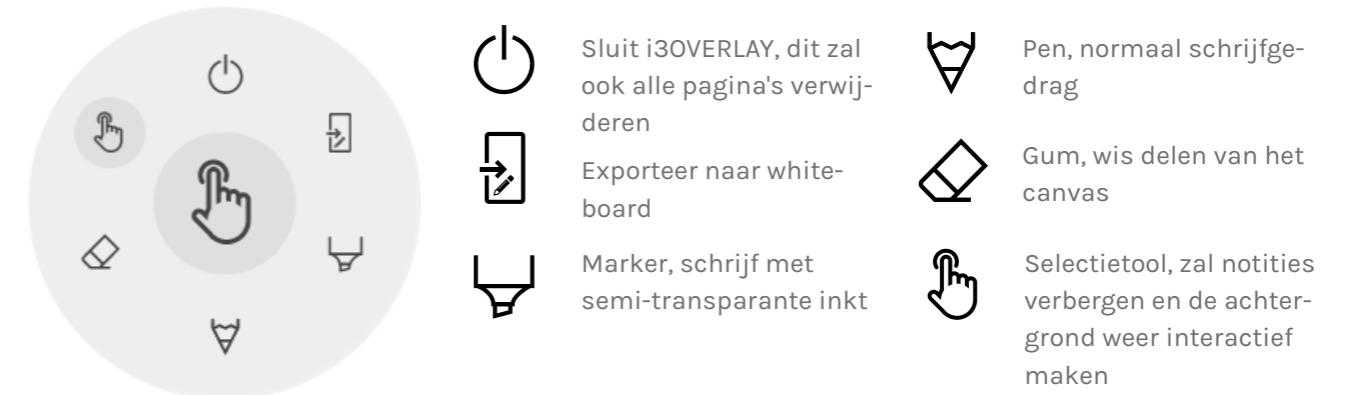 Sluit i3OVERLAY, dit zal
ook alle pagina's verwij-
deren
Exporteer naar white-
board
Marker, schrijf met
semi-transparante inkt
Pen, normaal schrijfge-
drag
Gum, wis delen van het
canvas
Selectietool, zal notities
verbergen en de achter-
grond weer interactief
maken